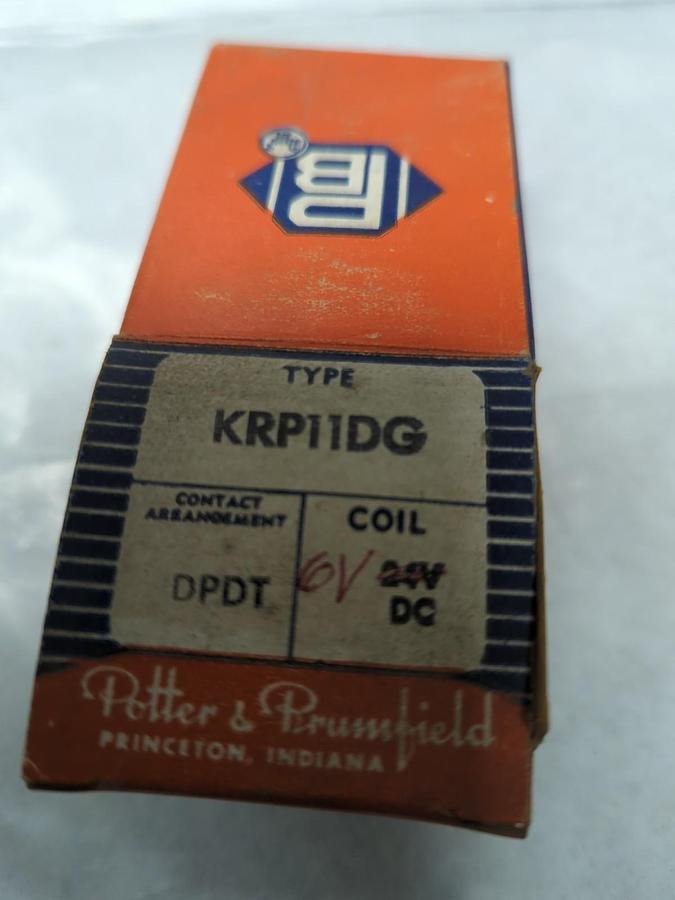 PB
TYPE
KRP11DG
CONTACT
ARRANGEMENT
DPDT
COIL
6V 24V
DC
Potter & Brumfield
PRINCETON, INDIANA